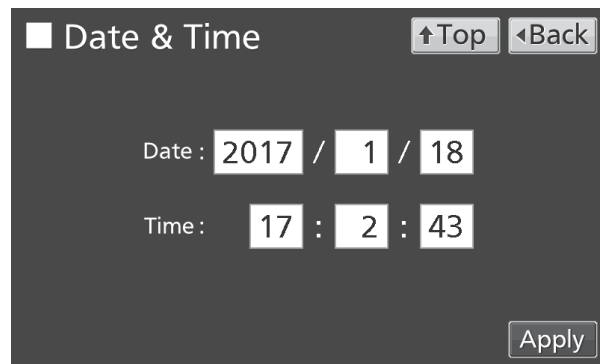 Date & Time
↑Top
◂Back
Date : 2017 / 1 / 18
Time : 17 : 2 : 43
Apply